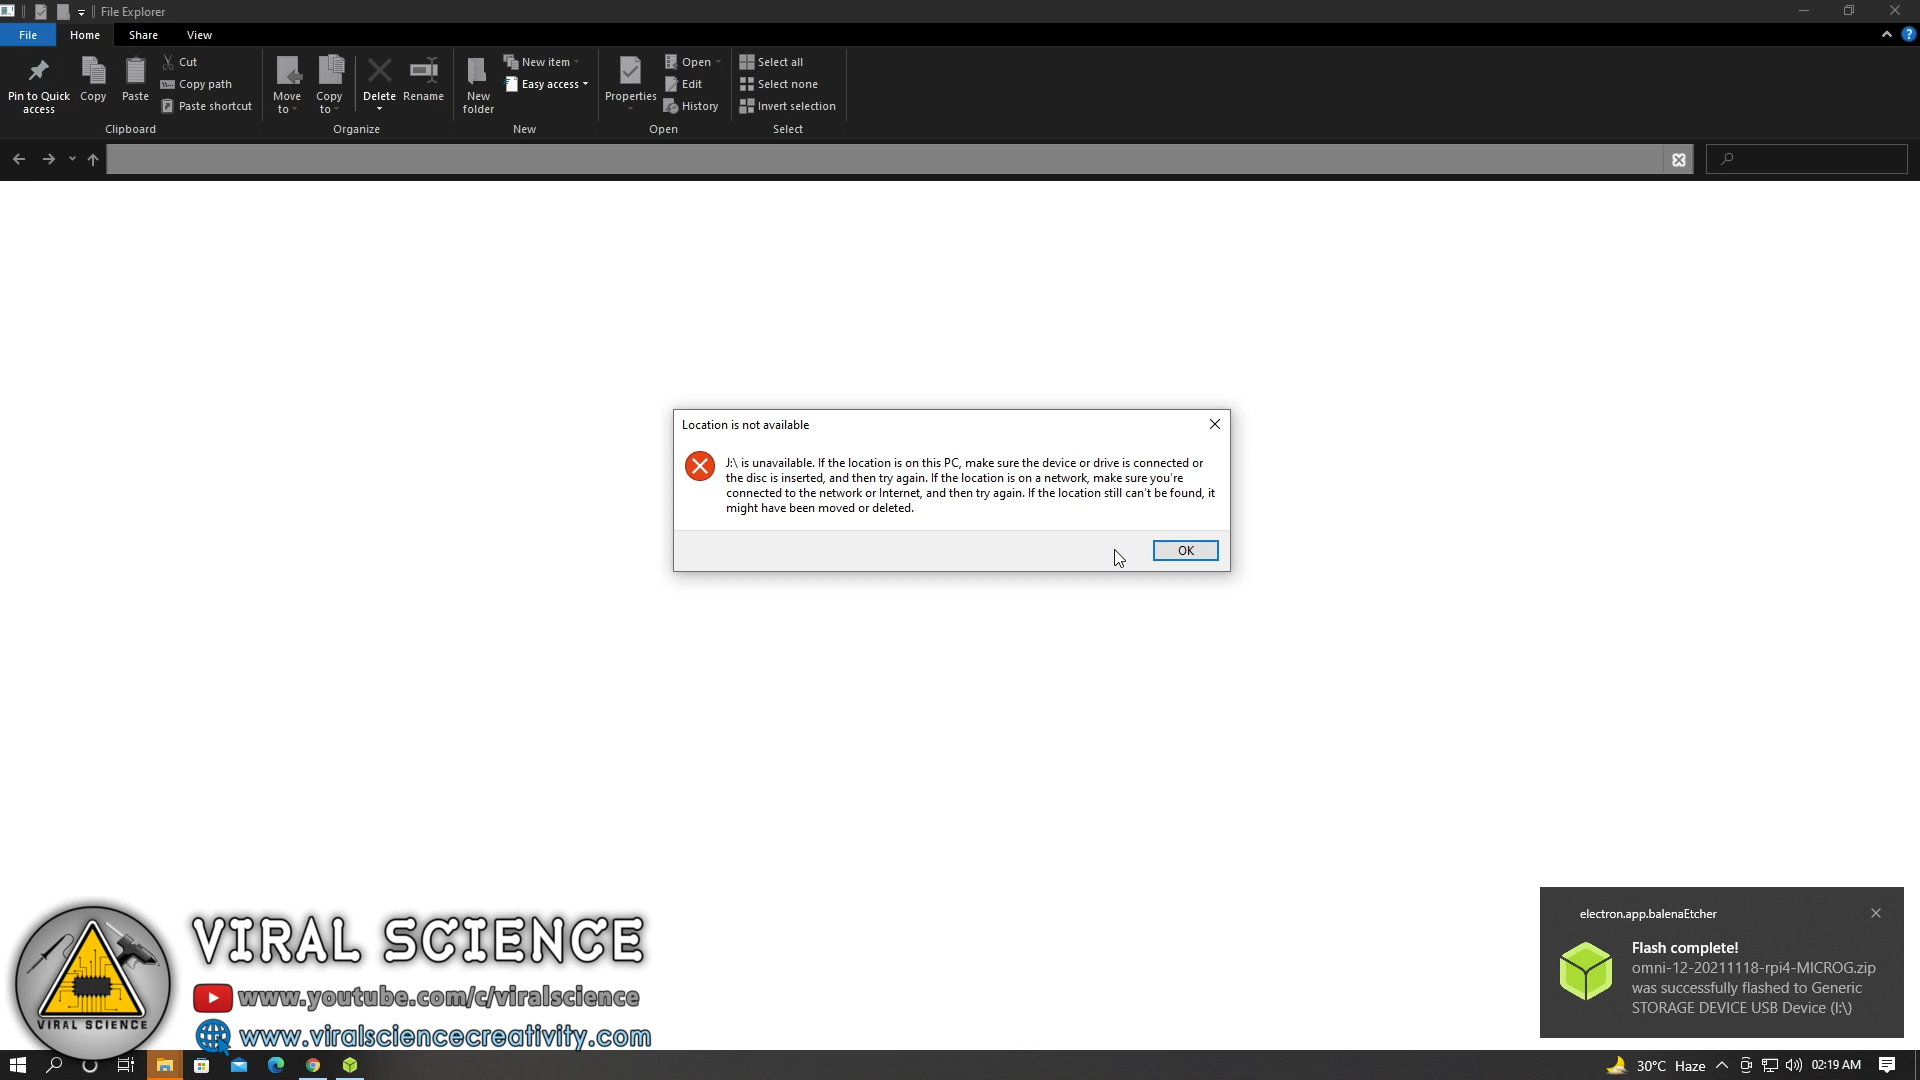 File Explorer
File Home Share View
Pin to Quick access
Copy
Paste
Cut
Copy path
Paste shortcut
Clipboard
Move to
Copy to
Delete
Rename
Organize
New folder
New item
Easy access
New
Properties
Open
Edit
History
Open
Select all
Select none
Invert selection
Select
Location is not available
J:\ is unavailable. If the location is on this PC, make sure the device or drive is connected or
the disc is inserted, and then try again. If the location is on a network, make sure you're
connected to the network or Internet, and then try again. If the location still can't be found, it
might have been moved or deleted.
OK
VIRAL SCIENCE
VIRAL SCIENCE
www.youtube.com/c/viralscience
www.viralsciencecreativity.com
electron.app.balenaEtcher
Flash complete!
omni-12-20211118-rpi4-MICROG.zip
was successfully flashed to Generic
STORAGE DEVICE USB Device (I:\)
30°C Haze 02:19 AM